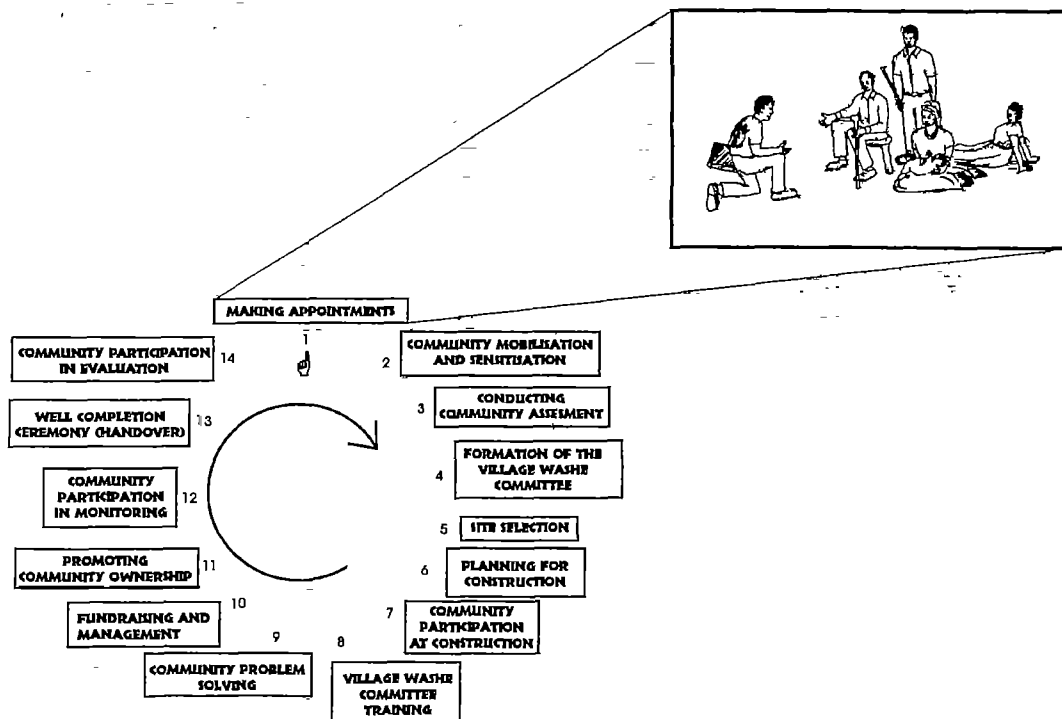 MAKING APPOINTMENTS
1
2
COMMUNITY MOBILISATION
AND SENSITISATION
3
CONDUCTING
COMMUNITY ASSESMENT
4
FORMATION OF THE
VILLAGE WASHE
COMMITTEE
5
SITE SELECTION
6
PLANNING FOR
CONSTRUCTION
7
COMMUNITY
PARTICIPATION
AT CONSTRUCTION
8
VILLAGE WASHE
COMMITTEE
TRAINING
9
COMMUNITY PROBLEM
SOLVING
10
FUNDRAISING AND
MANAGEMENT
11
PROMOTING
COMMUNITY OWNERSHIP
12
COMMUNITY
PARTICIPATION
IN MONITORING
13
WELL COMPLETION
CEREMONY (HANDOVER)
14
COMMUNITY PARTICIPATION
IN EVALUATION